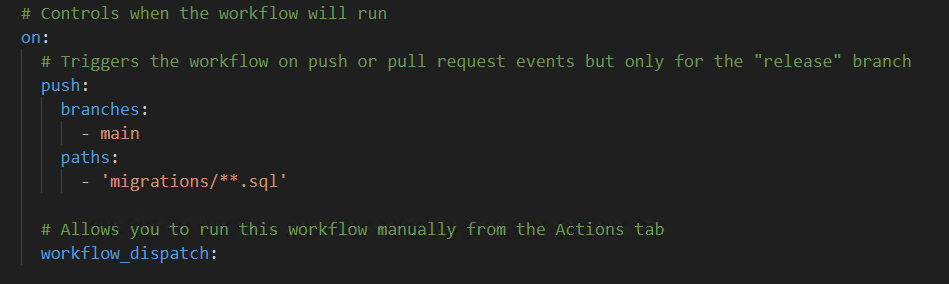 # Controls when the workflow will run
on:
# Triggers the workflow on push or pull request events but only for the "release" branch
push:
branches:
- main
paths:
- 'migrations/**.sql'
# Allows you to run this workflow manually from the Actions tab
workflow_dispatch: